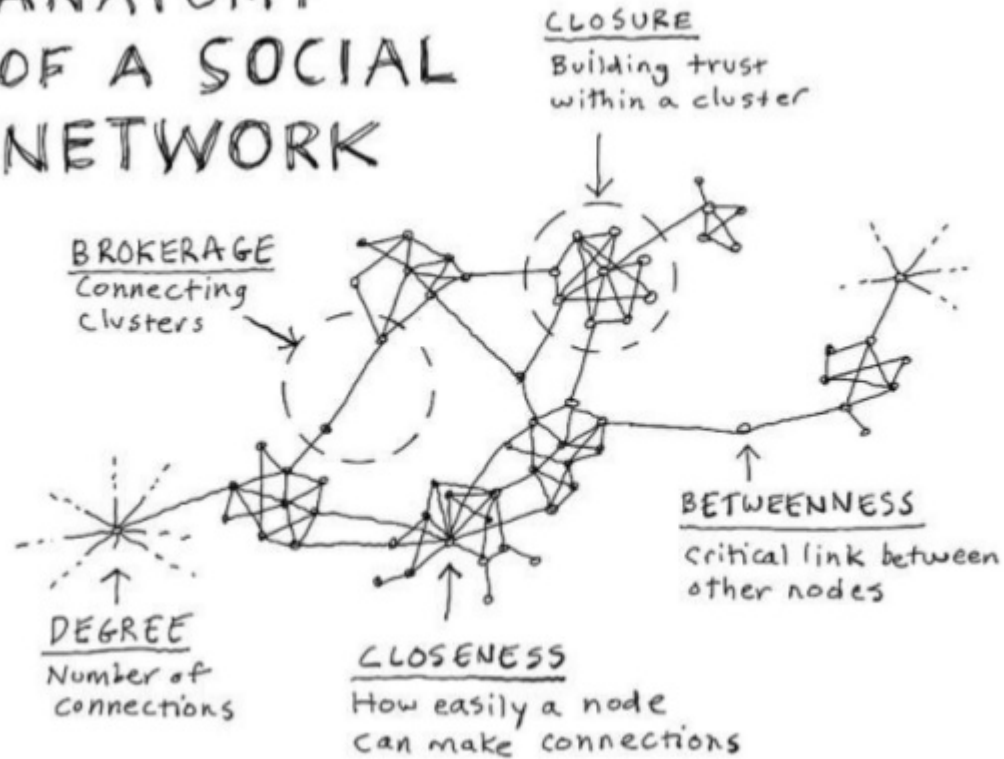 ANATOMY
OF A SOCIAL
NETWORK
CLOSURE
Building trust
within a cluster
BROKERAGE
Connecting
Clusters
BETWEENNESS
Critical link between
other nodes
DEGREE
Number of
connections
CLOSENESS
How easily a node
can make connections